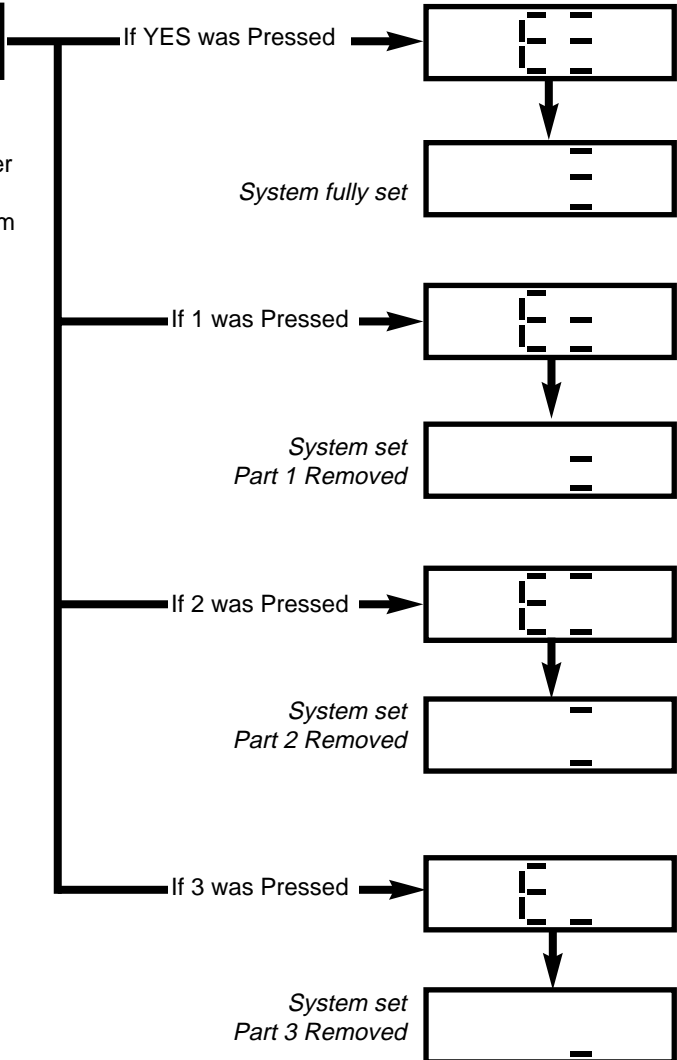 If YES was Pressed
er
System fully set
m
If 1 was Pressed
System set
Part 1 Removed
If 2 was Pressed
System set
Part 2 Removed
If 3 was Pressed
System set
Part 3 Removed